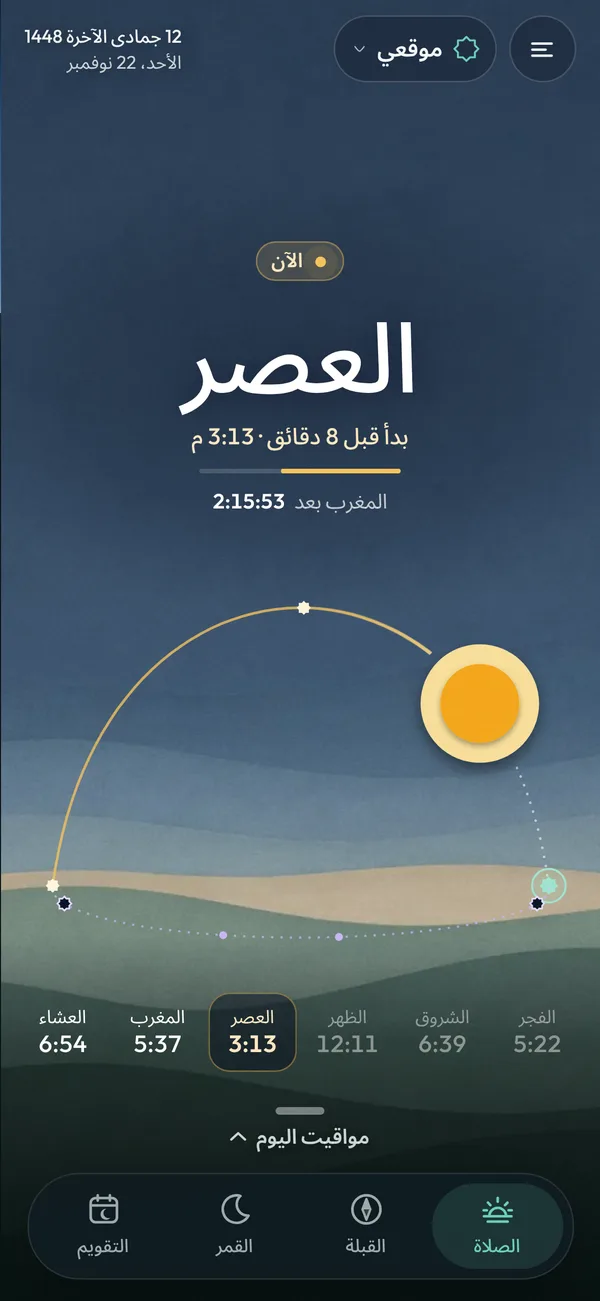 موقعي
12 جمادى الآخرة 1448
الأحد، 22 نوفمبر
الآن
العصر
بدأ قبل 8 دقائق · 3:13 م
المغرب بعد 2:15:53
الفجر الشروق الظهر العصر المغرب العشاء
5:22 6:39 12:11 3:13 5:37 6:54
مواقيت اليوم
الصلاة القبلة القمر التقويم